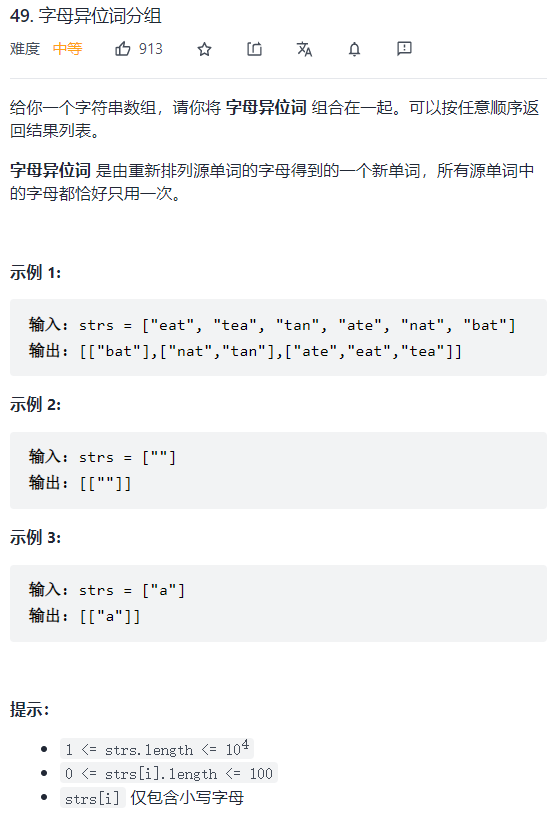 49. 字母异位词分组
难度 中等 913
给你一个字符串数组，请你将 字母异位词 组合在一起。可以按任意顺序返
回结果列表。
字母异位词 是由重新排列源单词的字母得到的一个新单词，所有源单词中
的字母都恰好只用一次。
示例 1:
输入: strs = ["eat", "tea", "tan", "ate", "nat", "bat"]
输出: [["bat"],["nat","tan"],["ate","eat","tea"]]
示例 2:
输入: strs = [""]
输出: [[""]]
示例 3:
输入: strs = ["a"]
输出: [["a"]]
提示：
• 1 <= strs.length <= 10⁴
• 0 <= strs[i].length <= 100
• strs[i] 仅包含小写字母